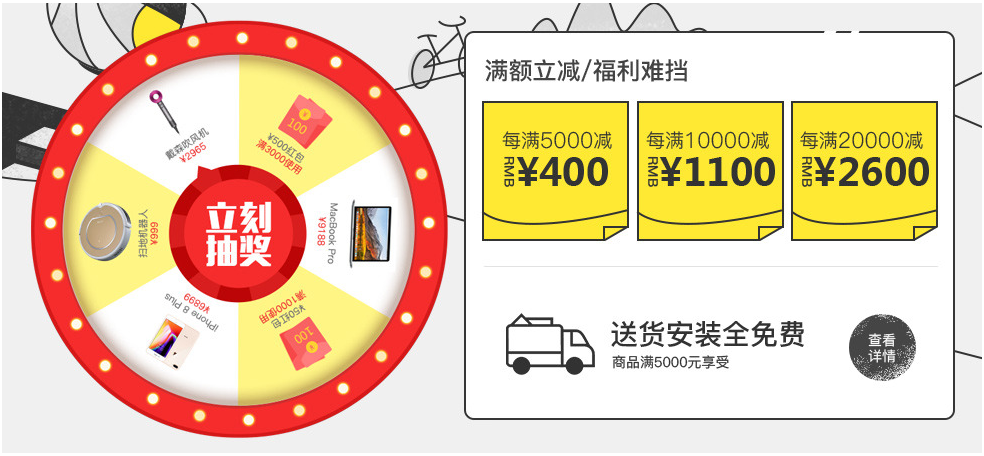 满额立减/福利难挡
每满5000减
RMB
¥400
每满10000减
RMB
¥1100
每满20000减
RMB
¥2600
送货安装全免费
商品满5000元享受
查看
详情
立刻
抽奖
戴森吹风机
¥2965
100
¥500红包
满3000使用
MacBook Pro
¥9188
100
¥50红包
满1000使用
iPhone 8 Plus
¥6899
扫地机器人
¥999